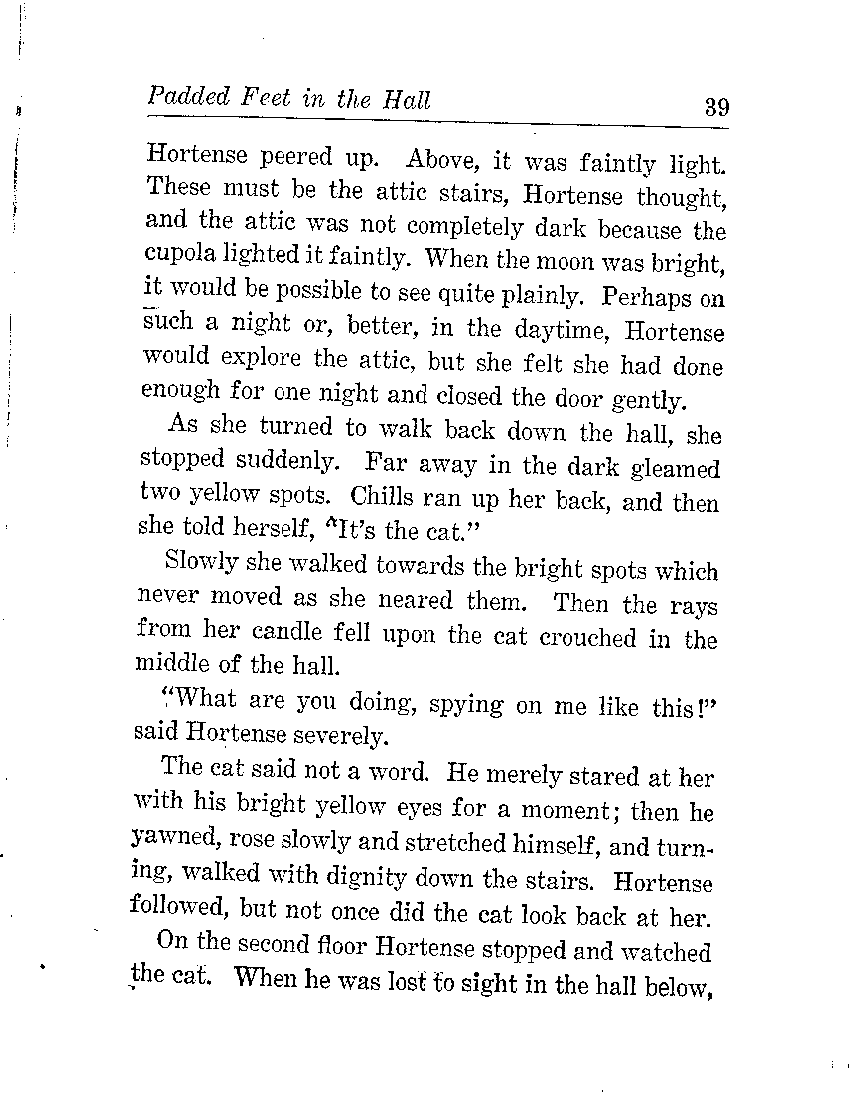 Padded Feet in the Hall 39
Hortense peered up. Above, it was faintly light.
These must be the attic stairs, Hortense thought,
and the attic was not completely dark because the
cupola lighted it faintly. When the moon was bright,
it would be possible to see quite plainly. Perhaps on
such a night or, better, in the daytime, Hortense
would explore the attic, but she felt she had done
enough for one night and closed the door gently.
As she turned to walk back down the hall, she
stopped suddenly. Far away in the dark gleamed
two yellow spots. Chills ran up her back, and then
she told herself, "It's the cat."
Slowly she walked towards the bright spots which
never moved as she neared them. Then the rays
from her candle fell upon the cat crouched in the
middle of the hall.
"What are you doing, spying on me like this!"
said Hortense severely.
The cat said not a word. He merely stared at her
with his bright yellow eyes for a moment; then he
yawned, rose slowly and stretched himself, and turn-
ing, walked with dignity down the stairs. Hortense
followed, but not once did the cat look back at her.
On the second floor Hortense stopped and watched
the cat. When he was lost to sight in the hall below,